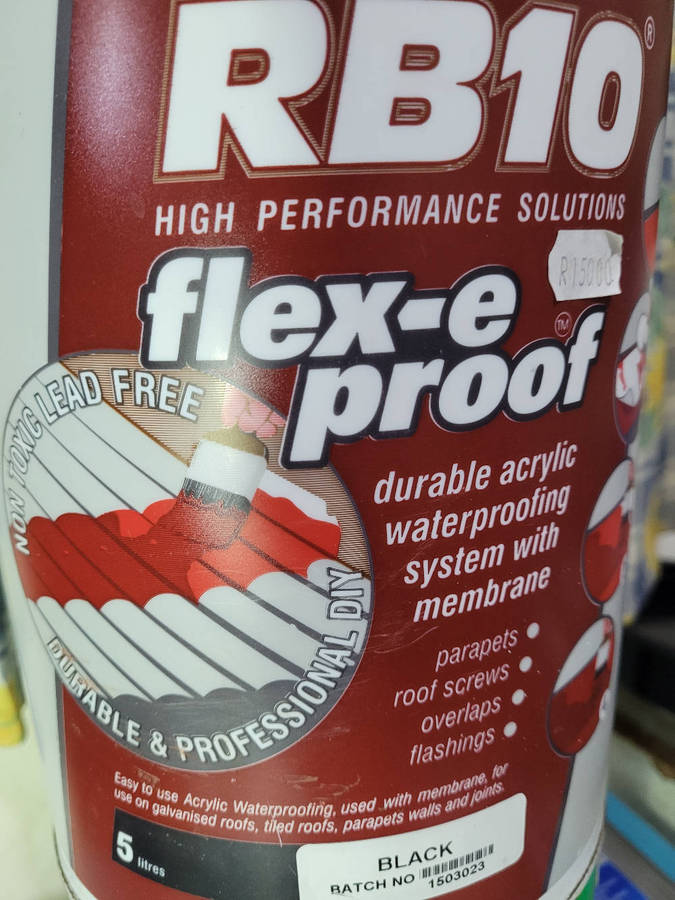 RB10®
HIGH PERFORMANCE SOLUTIONS
flex-e
proof™
durable acrylic
waterproofing
system with
membrane
parapets
roof screws
overlaps
flashings
NON TOXIC LEAD FREE
DURABLE & PROFESSIONAL DIY
Easy to use Acrylic Waterproofing, used with membrane, for
use on galvanised roofs, tiled roofs, parapets walls and joints.
5 litres
BLACK
BATCH NO 1503023